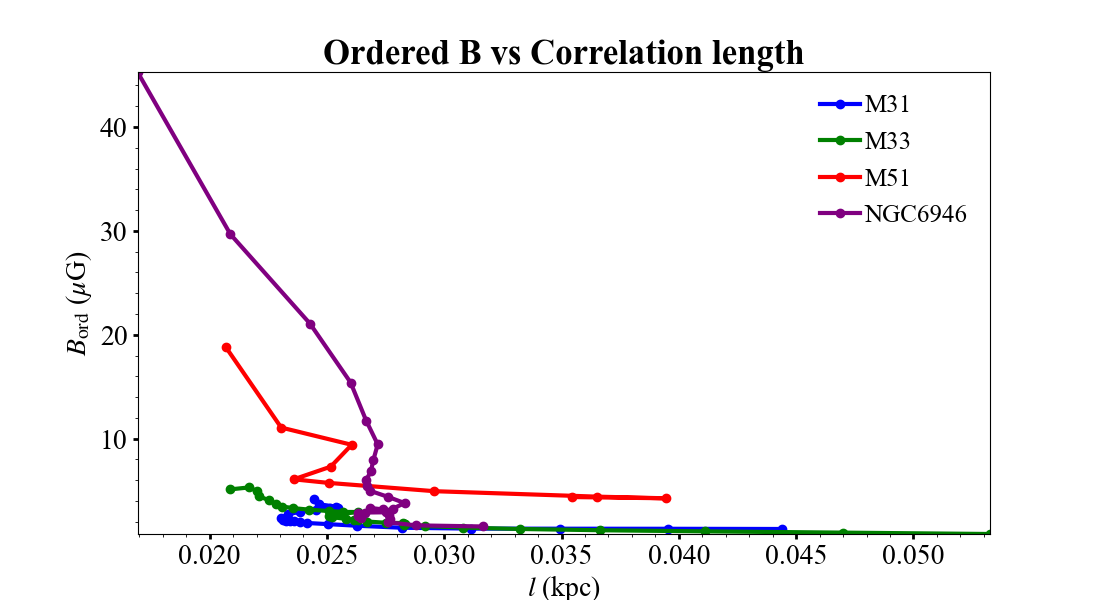 Ordered B vs Correlation length
M31
M33
M51
NGC6946
40
30
20
10
B_ord (μG)
0.020 0.025 0.030 0.035 0.040 0.045 0.050
l (kpc)